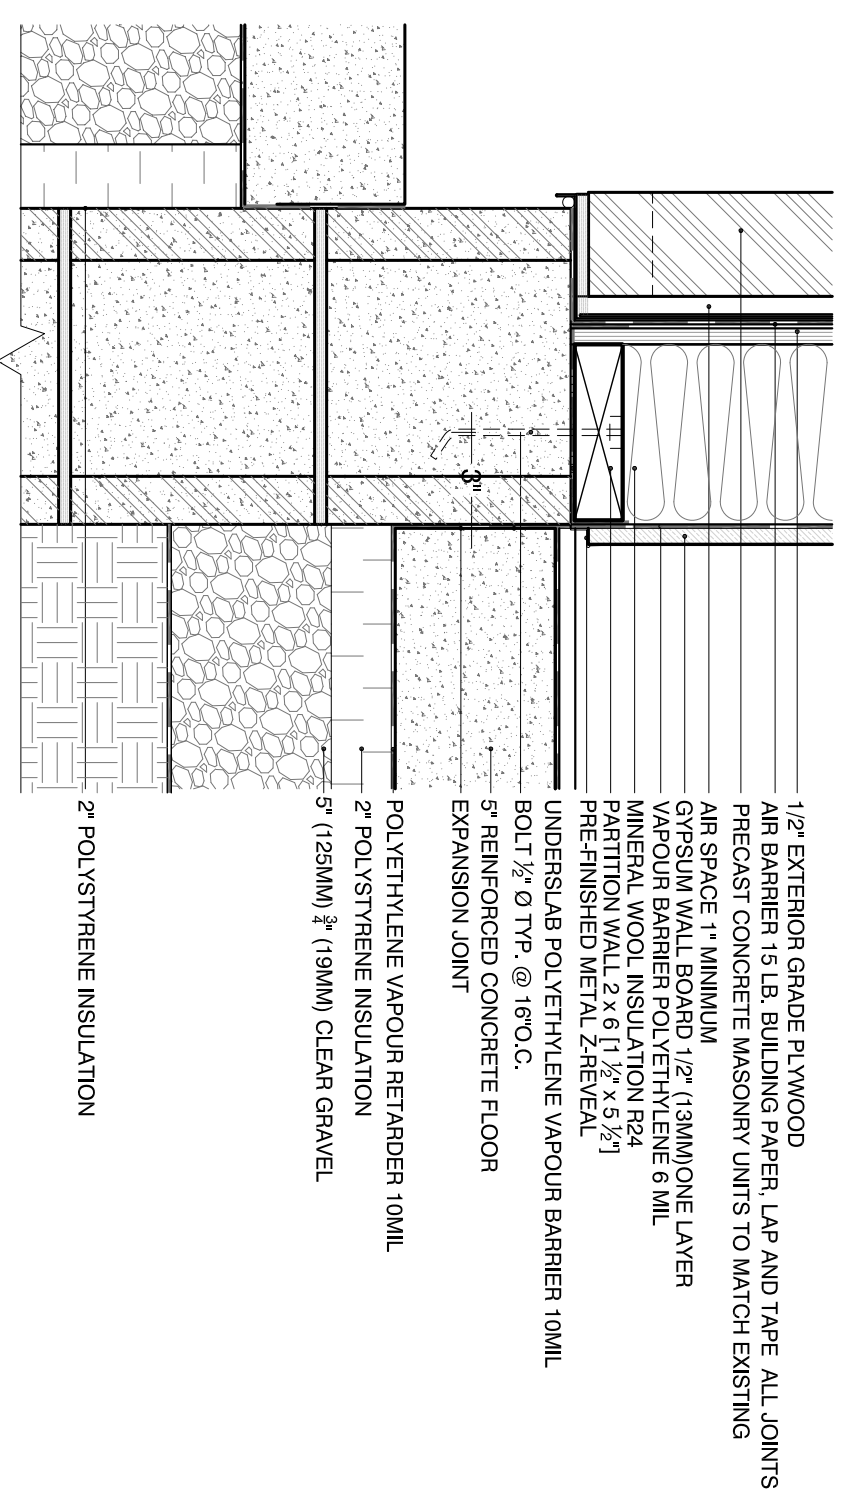 1/2" EXTERIOR GRADE PLYWOOD
AIR BARRIER 15 LB. BUILDING PAPER, LAP AND TAPE ALL JOINTS
PRECAST CONCRETE MASONRY UNITS TO MATCH EXISTING
AIR SPACE 1" MINIMUM
GYPSUM WALL BOARD 1/2" (13MM)ONE LAYER
VAPOUR BARRIER POLYETHYLENE 6 MIL
MINERAL WOOL INSULATION R24
PARTITION WALL 2 x 6 [1 ½" x 5 ½"]
PRE-FINISHED METAL Z-REVEAL
UNDERSLAB POLYETHYLENE VAPOUR BARRIER 10MIL
BOLT ½" Ø TYP. @ 16"O.C.
3"
5" REINFORCED CONCRETE FLOOR
EXPANSION JOINT
POLYETHYLENE VAPOUR RETARDER 10MIL
2" POLYSTYRENE INSULATION
5" (125MM) ¾" (19MM) CLEAR GRAVEL
2" POLYSTYRENE INSULATION